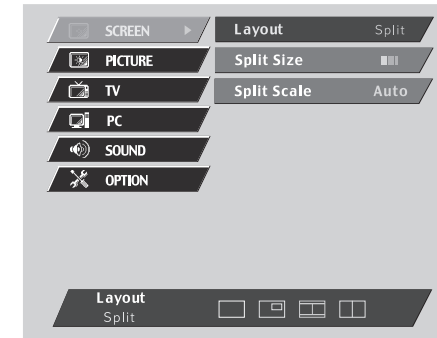 SCREEN Layout Split
PICTURE Split Size
TV Split Scale Auto
PC
SOUND
OPTION
Layout
Split